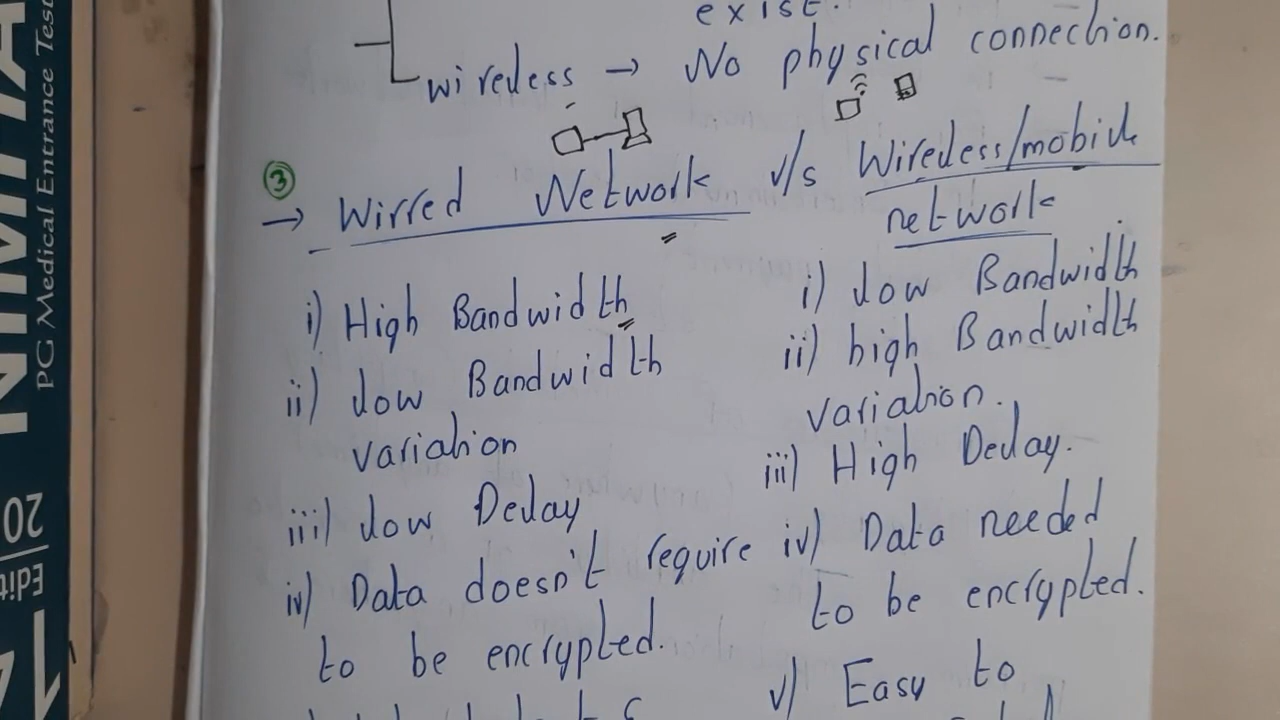 exist.
wireless → No physical connection.
③
→ Wirred Network v/s Wireless/mobile
network
i) High Bandwidth
i) low Bandwidth
ii) low Bandwidth
variation
ii) high Bandwidth
variation.
iii) low Delay
iii) High Delay.
iv) Data doesn't require
to be encrypted.
iv) Data needed
to be encrypted.
v) Easy to
PG Medical Entrance Test
20
Edit